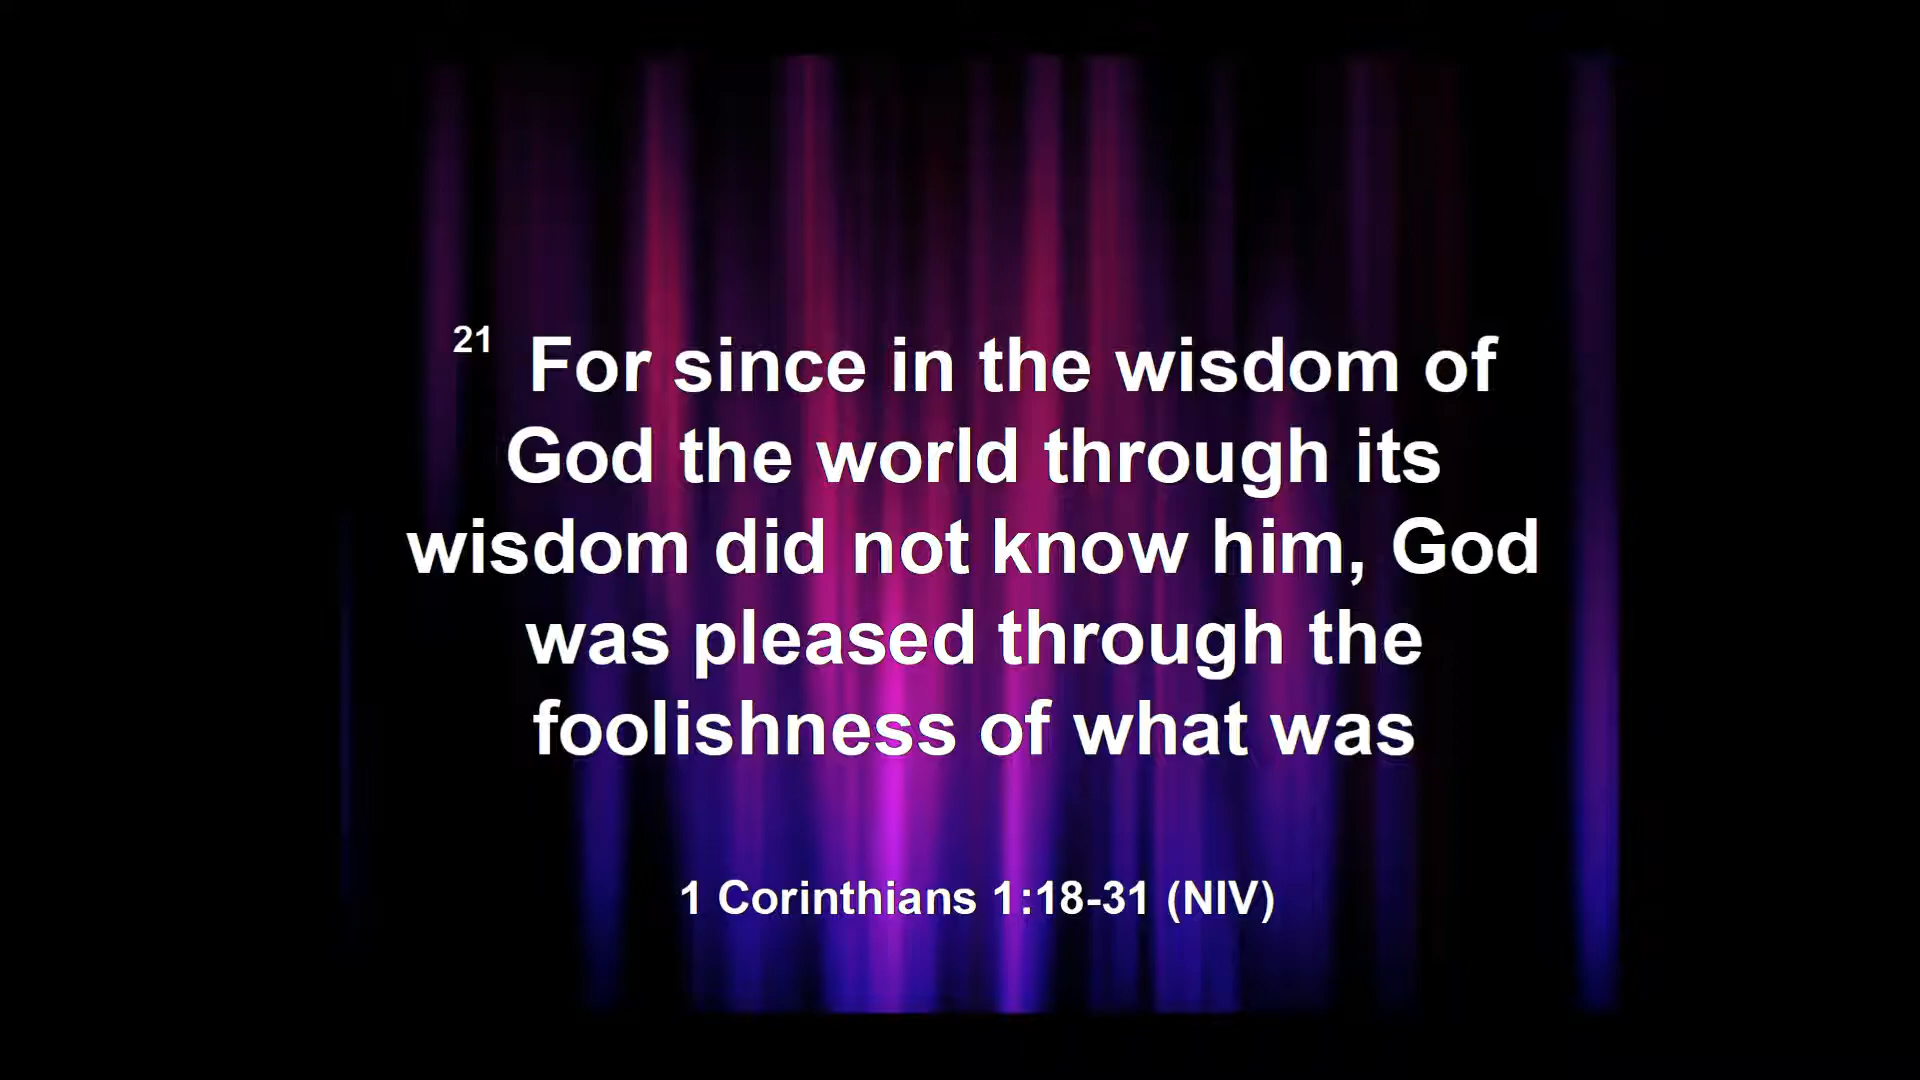 21 For since in the wisdom of
God the world through its
wisdom did not know him, God
was pleased through the
foolishness of what was
1 Corinthians 1:18-31 (NIV)